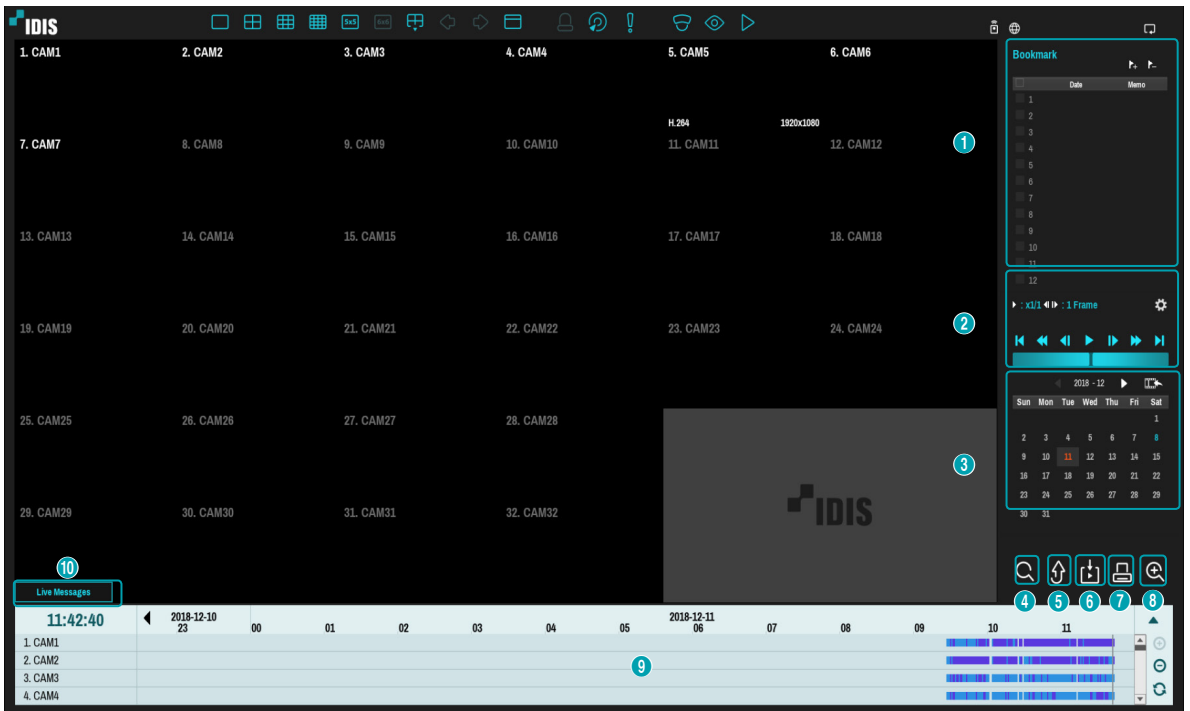 IDIS 5x5 6x6
1. CAM1 2. CAM2 3. CAM3 4. CAM4 5. CAM5 6. CAM6
H.264 1920x1080
7. CAM7 8. CAM8 9. CAM9 10. CAM10 11. CAM11 12. CAM12
13. CAM13 14. CAM14 15. CAM15 16. CAM16 17. CAM17 18. CAM18
19. CAM19 20. CAM20 21. CAM21 22. CAM22 23. CAM23 24. CAM24
25. CAM25 26. CAM26 27. CAM27 28. CAM28
IDIS
29. CAM29 30. CAM30 31. CAM31 32. CAM32
1
2
3
Bookmark
Date Memo
1
2
3
4
5
6
7
8
9
10
11
12
: x1/1 : 1 Frame
2018 - 12
Sun Mon Tue Wed Thu Fri Sat
1
2 3 4 5 6 7 8
9 10 11 12 13 14 15
16 17 18 19 20 21 22
23 24 25 26 27 28 29
30 31
4 5 6 7 8
10
Live Messages
11:42:40 2018-12-10 2018-12-11
23 00 01 02 03 04 05 06 07 08 09 10 11
1. CAM1
2. CAM2
9
3. CAM3
4. CAM4